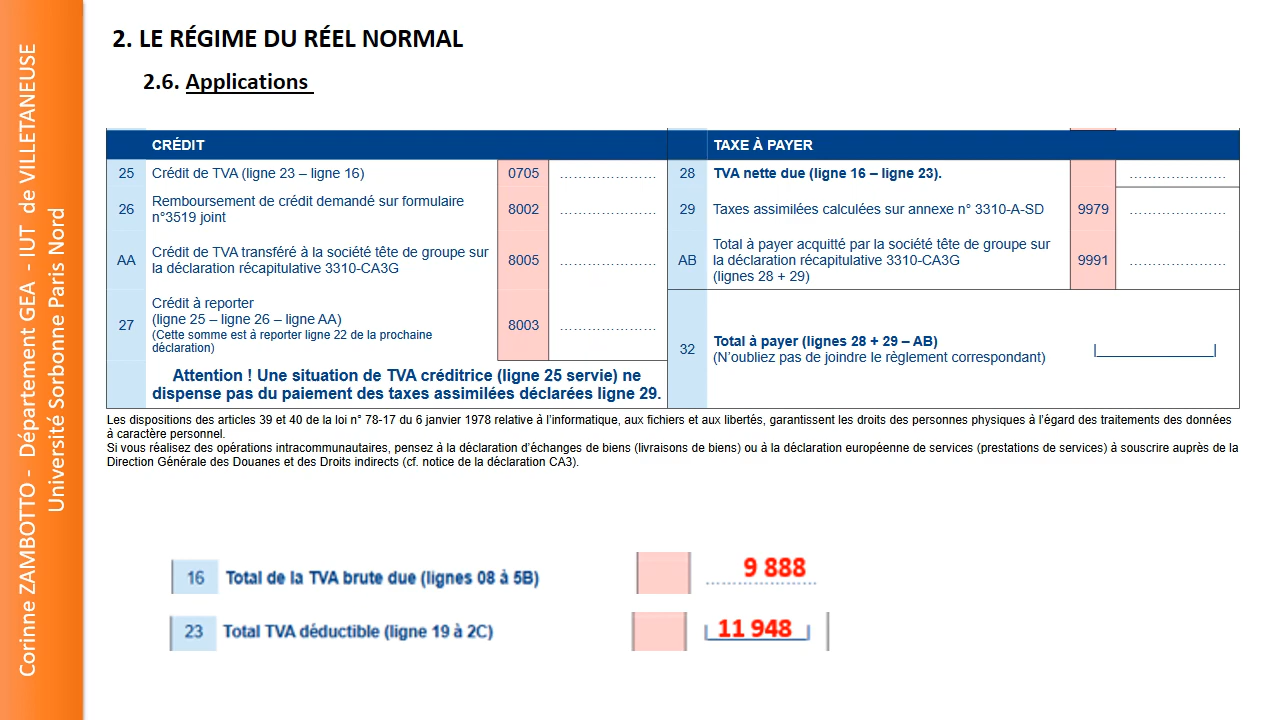 Corinne ZAMBOTTO - Département GEA - IUT de VILLETANEUSE
Université Sorbonne Paris Nord
2. LE RÉGIME DU RÉEL NORMAL
2.6. Applications
CRÉDIT
25 Crédit de TVA (ligne 23 – ligne 16) 0705 .....................
26 Remboursement de crédit demandé sur formulaire
n°3519 joint 8002 .....................
AA Crédit de TVA transféré à la société tête de groupe sur
la déclaration récapitulative 3310-CA3G 8005 .....................
27 Crédit à reporter
(ligne 25 – ligne 26 – ligne AA)
(Cette somme est à reporter ligne 22 de la prochaine
déclaration) 8003 .....................
Attention ! Une situation de TVA créditrice (ligne 25 servie) ne
dispense pas du paiement des taxes assimilées déclarées ligne 29.
TAXE À PAYER
28 TVA nette due (ligne 16 – ligne 23). .....................
29 Taxes assimilées calculées sur annexe n° 3310-A-SD 9979 .....................
AB Total à payer acquitté par la société tête de groupe sur
la déclaration récapitulative 3310-CA3G
(lignes 28 + 29) 9991 .....................
32 Total à payer (lignes 28 + 29 – AB)
(N’oubliez pas de joindre le règlement correspondant)
Les dispositions des articles 39 et 40 de la loi n° 78-17 du 6 janvier 1978 relative à l’informatique, aux fichiers et aux libertés, garantissent les droits des personnes physiques à l’égard des traitements des données
à caractère personnel.
Si vous réalisez des opérations intracommunautaires, pensez à la déclaration d’échanges de biens (livraisons de biens) ou à la déclaration européenne de services (prestations de services) à souscrire auprès de la
Direction Générale des Douanes et des Droits indirects (cf. notice de la déclaration CA3).
16 Total de la TVA brute due (lignes 08 à 5B) 9 888
23 Total TVA déductible (ligne 19 à 2C) 11 948